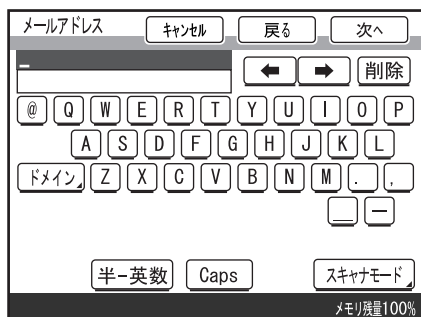 メールアドレス キャンセル 戻る 次へ
_
← → 削除
@ Q W E R T Y U I O P
A S D F G H J K L
ドメイン Z X C V B N M . ,
_ −
半−英数 Caps スキャナモード
メモリ残量100%